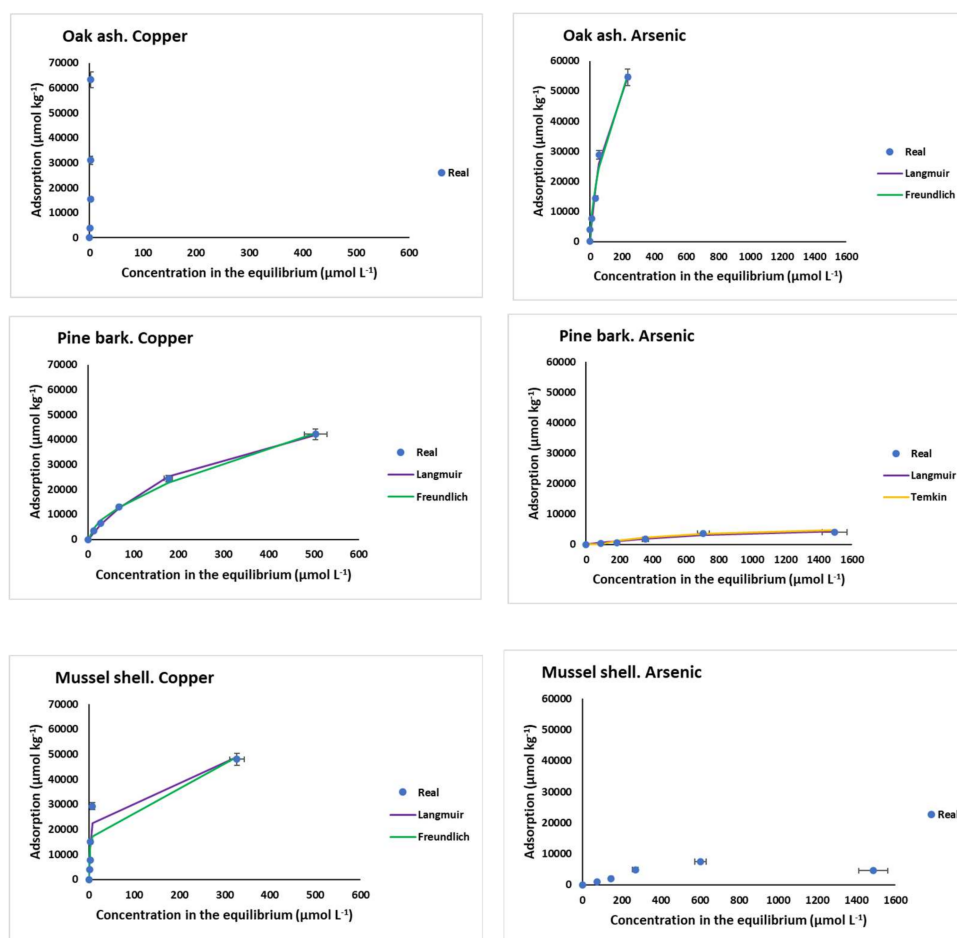 Oak ash. Copper
Adsorption (µmol kg⁻¹)
70000
60000
50000
40000
30000
20000
10000
0
0 100 200 300 400 500 600
Concentration in the equilibrium (µmol L⁻¹)
Real
Oak ash. Arsenic
Adsorption (µmol kg⁻¹)
60000
50000
40000
30000
20000
10000
0
0 200 400 600 800 1000 1200 1400 1600
Concentration in the equilibrium (µmol L⁻¹)
Real
Langmuir
Freundlich
Pine bark. Copper
Adsorption (µmol kg⁻¹)
70000
60000
50000
40000
30000
20000
10000
0
0 100 200 300 400 500 600
Concentration in the equilibrium (µmol L⁻¹)
Real
Langmuir
Freundlich
Pine bark. Arsenic
Adsorption (µmol kg⁻¹)
60000
50000
40000
30000
20000
10000
0
0 200 400 600 800 1000 1200 1400 1600
Concentration in the equilibrium (µmol L⁻¹)
Real
Langmuir
Temkin
Mussel shell. Copper
Adsorption (µmol kg⁻¹)
70000
60000
50000
40000
30000
20000
10000
0
0 100 200 300 400 500 600
Concentration in the equilibrium (µmol L⁻¹)
Real
Langmuir
Freundlich
Mussel shell. Arsenic
Adsorption (µmol kg⁻¹)
60000
50000
40000
30000
20000
10000
0
0 200 400 600 800 1000 1200 1400 1600
Concentration in the equilibrium (µmol L⁻¹)
Real